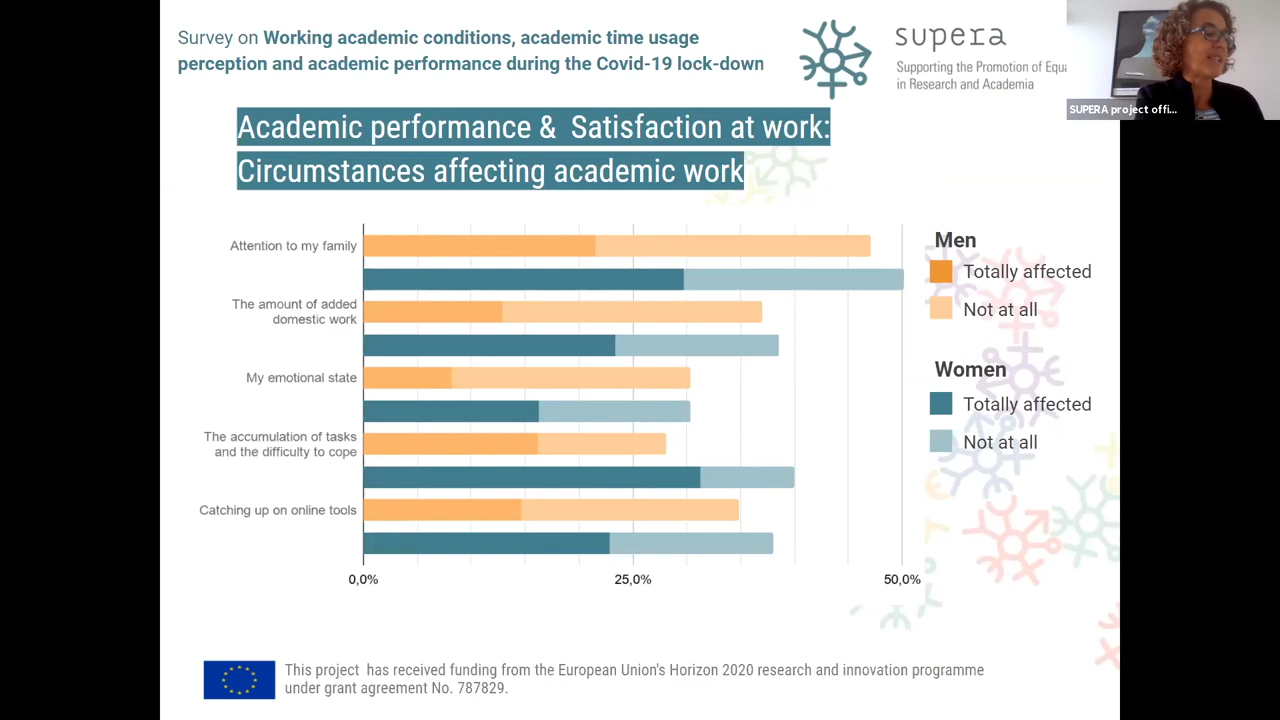 Survey on Working academic conditions, academic time usage
perception and academic performance during the Covid-19 lock-down
supera
Supporting the Promotion of Equa
in Research and Academia
SUPERA project offi...
Academic performance & Satisfaction at work:
Circumstances affecting academic work
Attention to my family
The amount of added
domestic work
My emotional state
The accumulation of tasks
and the difficulty to cope
Catching up on online tools
0,0%
25,0%
50,0%
Men
Totally affected
Not at all
Women
Totally affected
Not at all
This project has received funding from the European Union's Horizon 2020 research and innovation programme
under grant agreement No. 787829.